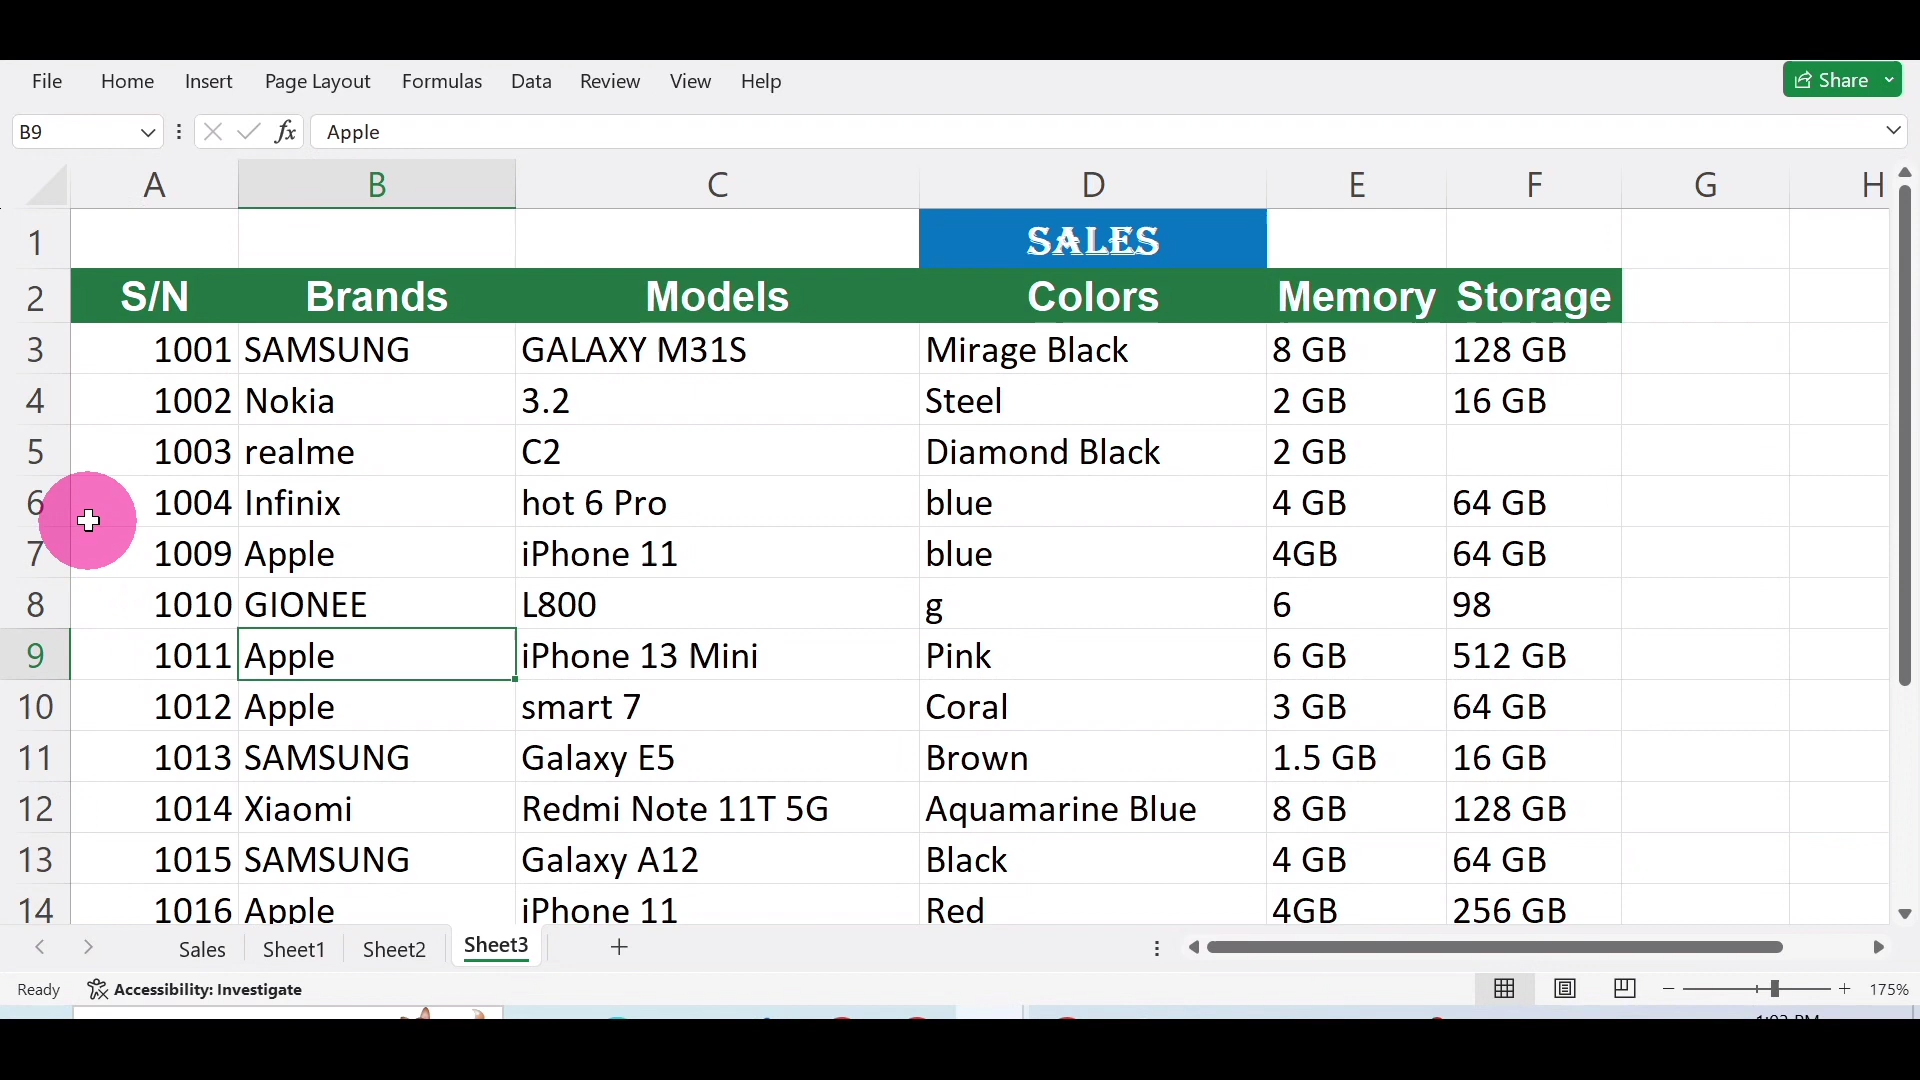 File Home Insert Page Layout Formulas Data Review View Help Share
B9 fx Apple
A B C D E F G H
1 SALES
2 S/N Brands Models Colors Memory Storage
3 1001 SAMSUNG GALAXY M31S Mirage Black 8 GB 128 GB
4 1002 Nokia 3.2 Steel 2 GB 16 GB
5 1003 realme C2 Diamond Black 2 GB
6 1004 Infinix hot 6 Pro blue 4 GB 64 GB
7 1009 Apple iPhone 11 blue 4GB 64 GB
8 1010 GIONEE L800 g 6 98
9 1011 Apple iPhone 13 Mini Pink 6 GB 512 GB
10 1012 Apple smart 7 Coral 3 GB 64 GB
11 1013 SAMSUNG Galaxy E5 Brown 1.5 GB 16 GB
12 1014 Xiaomi Redmi Note 11T 5G Aquamarine Blue 8 GB 128 GB
13 1015 SAMSUNG Galaxy A12 Black 4 GB 64 GB
14 1016 Apple iPhone 11 Red 4GB 256 GB
Sales Sheet1 Sheet2 Sheet3
Ready Accessibility: Investigate 175%